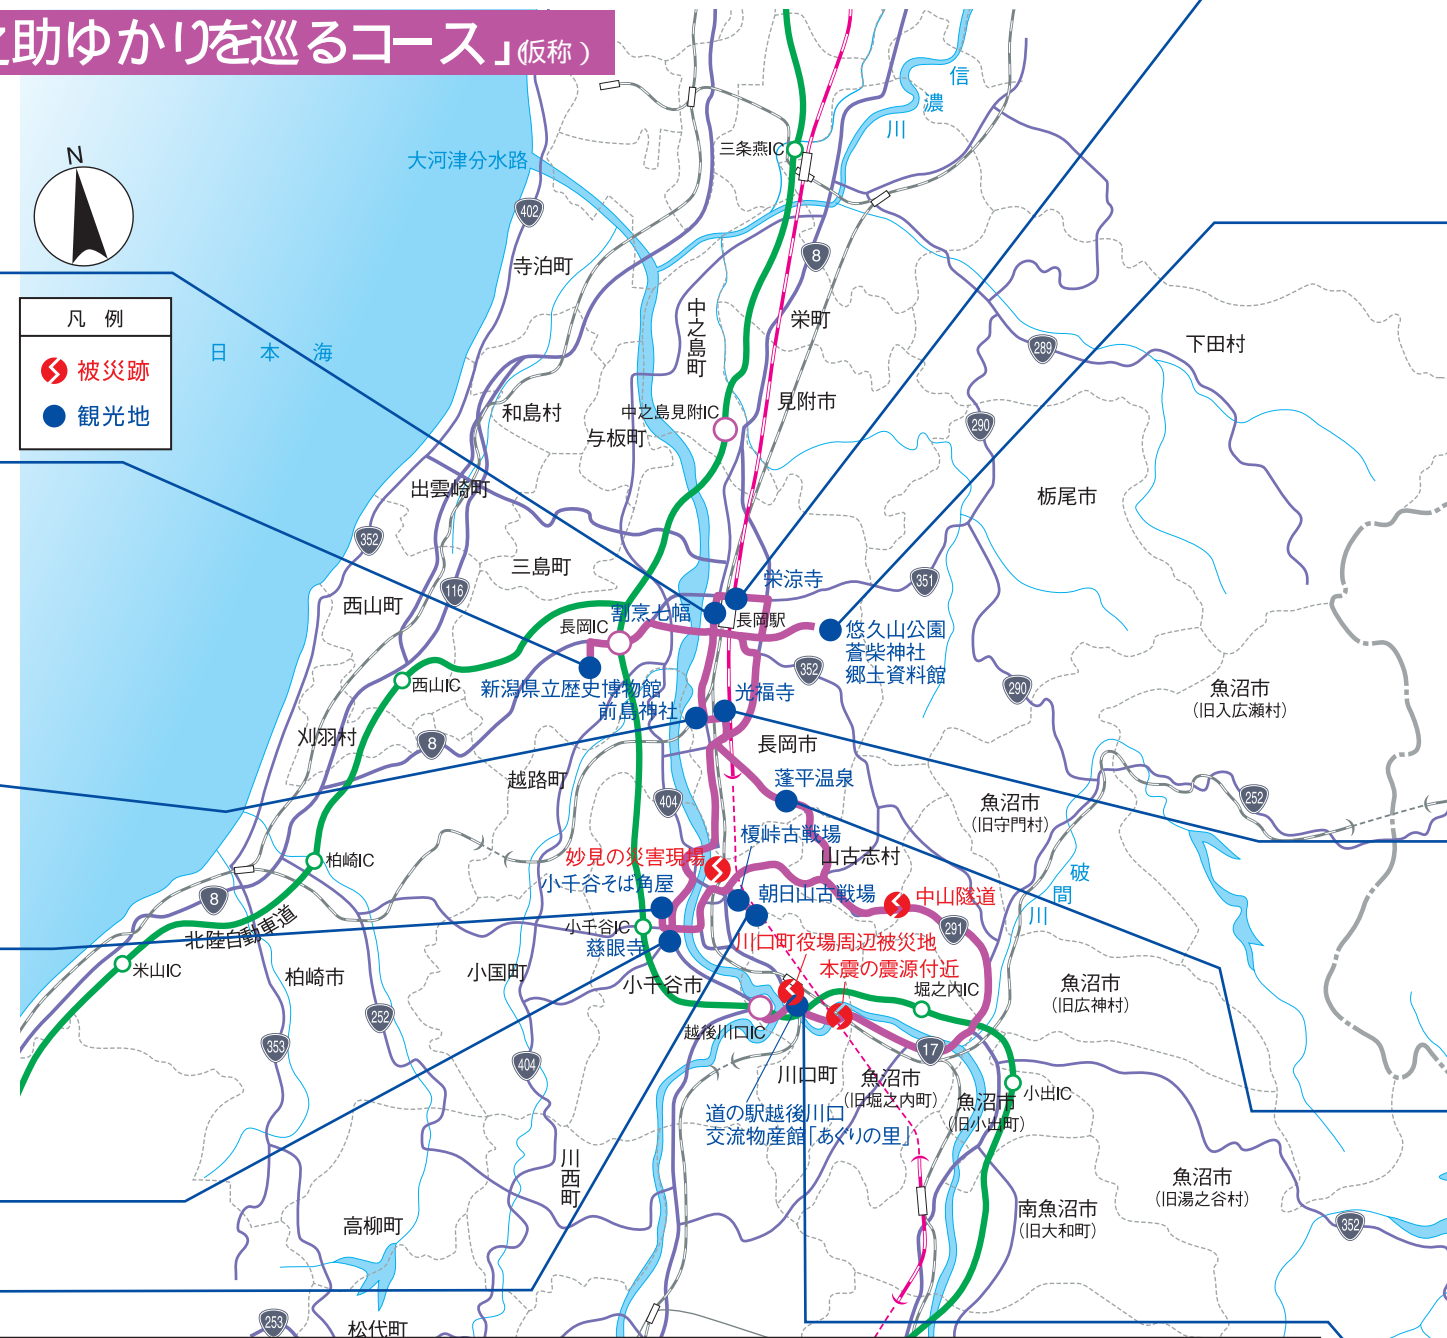 之助ゆかりを巡るコース」(仮称)
N
凡 例
被災跡
観光地
日 本 海
大河津分水路
信濃川
三条燕IC
402
寺泊町
8
中之島町
栄町
下田村
289
和島村
中之島見附IC
見附市
与板町
290
出雲崎町
栃尾市
352
三島町
116
351
栄涼寺
西山町
割烹七幅
長岡駅
長岡IC
悠久山公園
蒼柴神社
郷土資料館
352
西山IC
新潟県立歴史博物館
光福寺
前島神社
290
魚沼市
(旧入広瀬村)
刈羽村
8
長岡市
越路町
蓬平温泉
404
魚沼市
(旧守門村)
252
榎峠古戦場
妙見の災害現場
山古志村
柏崎IC
小千谷そば角屋
朝日山古戦場
中山隧道
破間川
8
北陸自動車道
小千谷IC
慈眼寺
291
川口町役場周辺被災地
米山IC
柏崎市
小国町
本震の震源付近
小千谷市
堀之内IC
魚沼市
(旧広神村)
252
越後川口IC
353
404
17
川口町
魚沼市
(旧堀之内町)
小出IC
魚沼市
(旧小出町)
道の駅越後川口
交流物産館「あぐりの里」
川西町
魚沼市
(旧湯之谷村)
高柳町
南魚沼市
(旧大和町)
352
253
松代町